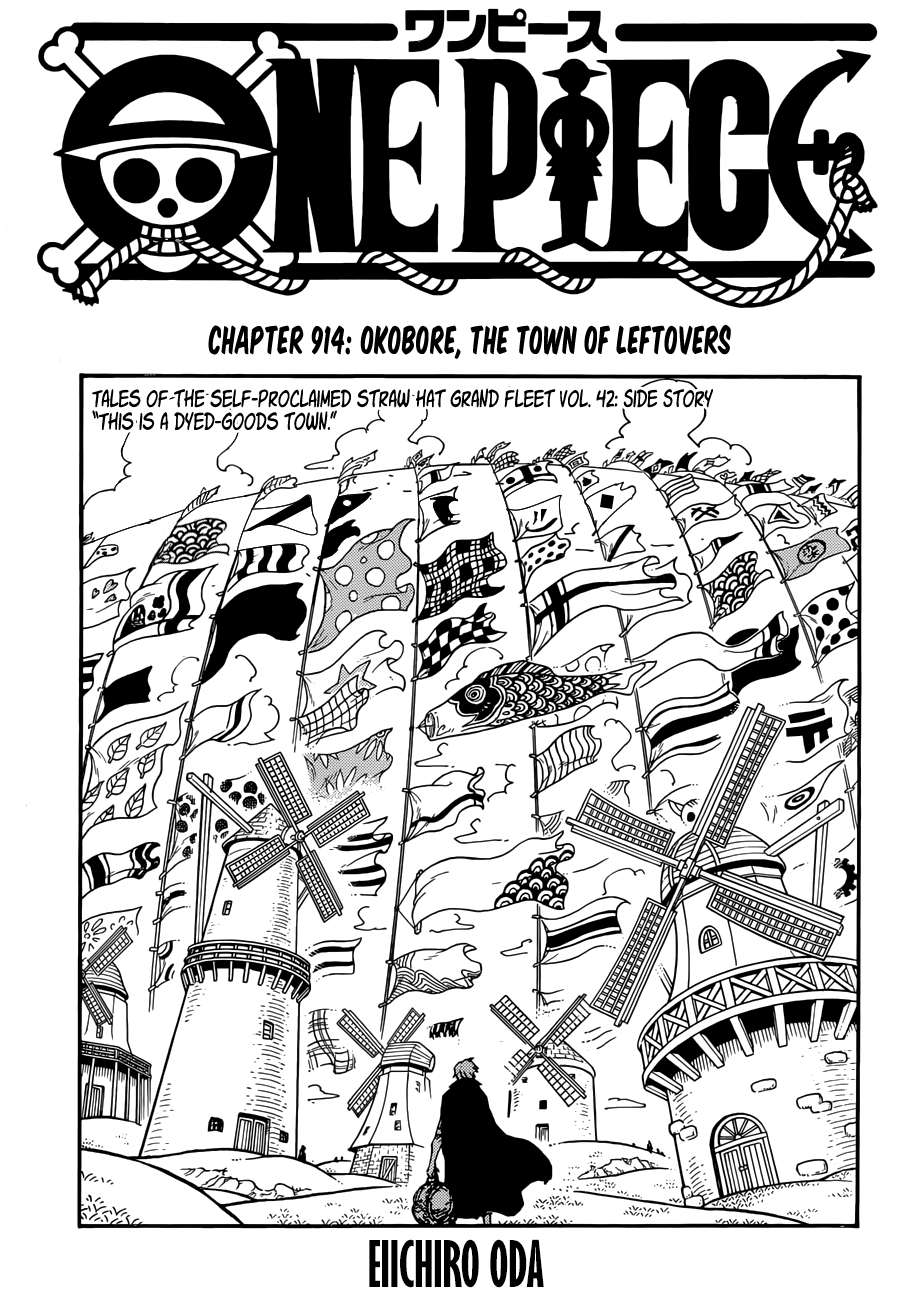 ワンピース
ONE PIECE
CHAPTER 914: OKOBORE, THE TOWN OF LEFTOVERS
TALES OF THE SELF-PROCLAIMED STRAW HAT GRAND FLEET VOL. 42: SIDE STORY
"THIS IS A DYED-GOODS TOWN."
EIICHIRO ODA